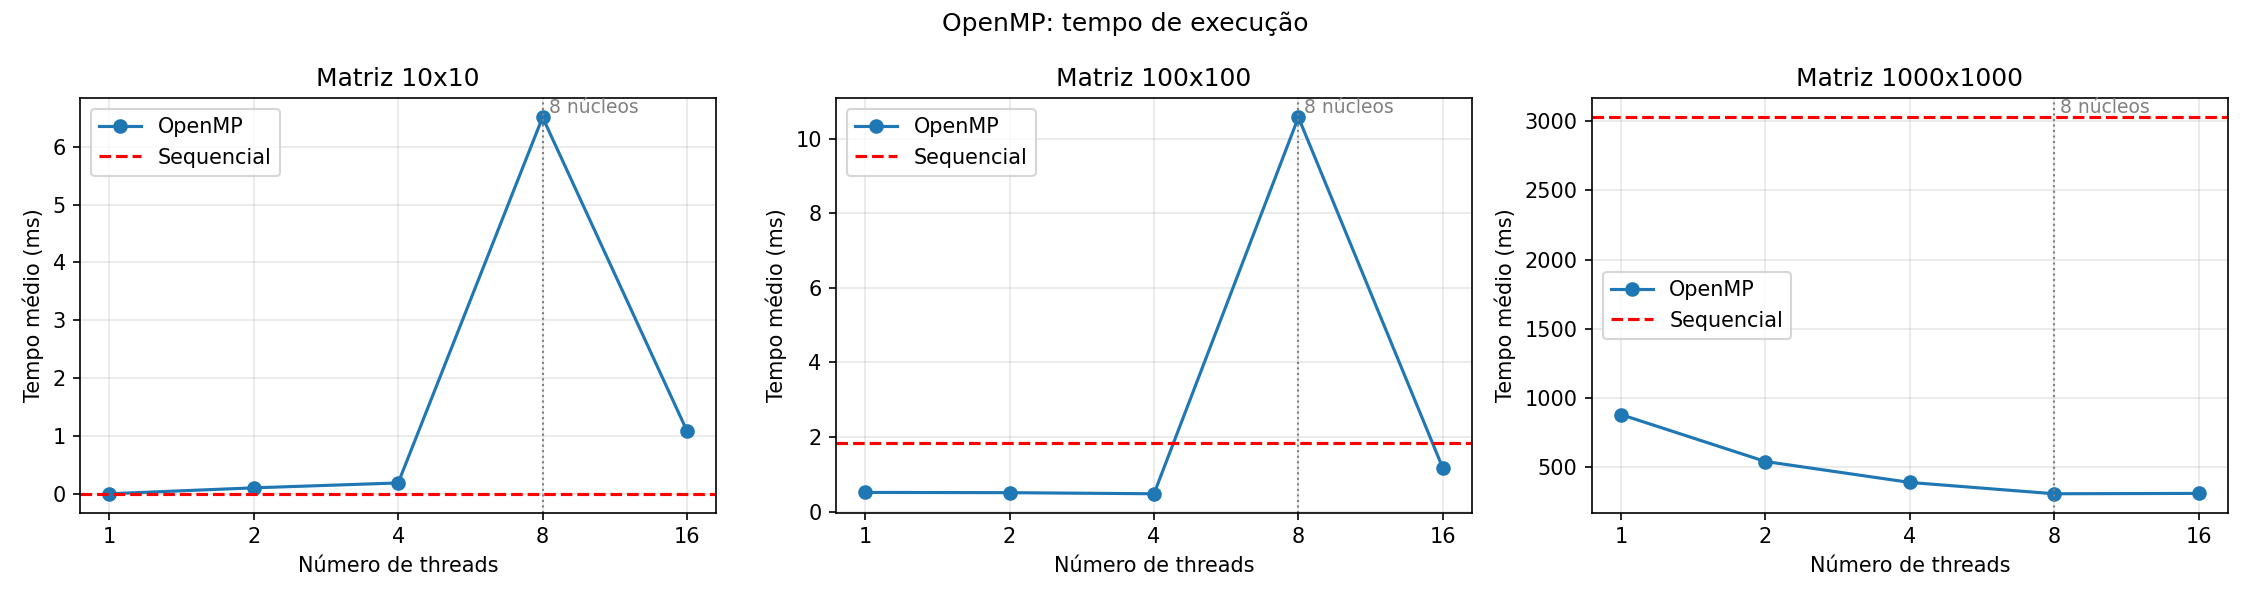 OpenMP: tempo de execução
Matriz 10x10
8 núcleos
OpenMP
Sequencial
6
5
4
3
2
1
0
Tempo médio (ms)
1 2 4 8 16
Número de threads
Matriz 100x100
8 núcleos
OpenMP
Sequencial
10
8
6
4
2
0
Tempo médio (ms)
1 2 4 8 16
Número de threads
Matriz 1000x1000
8 núcleos
OpenMP
Sequencial
3000
2500
2000
1500
1000
500
Tempo médio (ms)
1 2 4 8 16
Número de threads